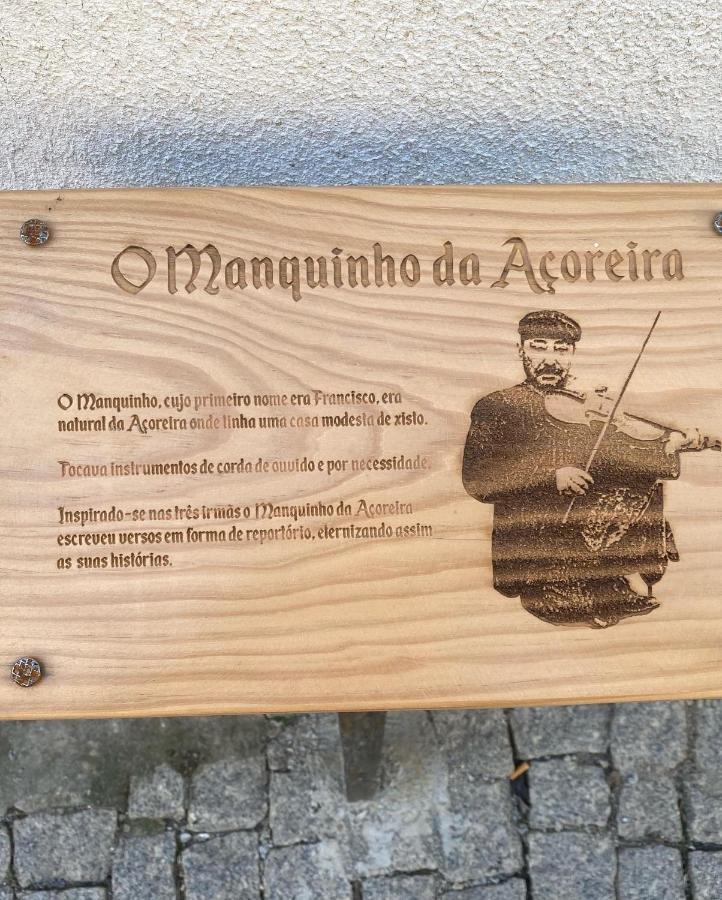 O Manquinho da Açoreira
O Manquinho, cujo primeiro nome era Francisco, era
natural da Açoreira onde tinha uma casa modesta de xisto.
Tocava instrumentos de corda de ouvido e por necessidade.
Inspirado-se nas três irmãs o Manquinho da Açoreira
escreveu versos em forma de reportório, eternizando assim
as suas histórias.